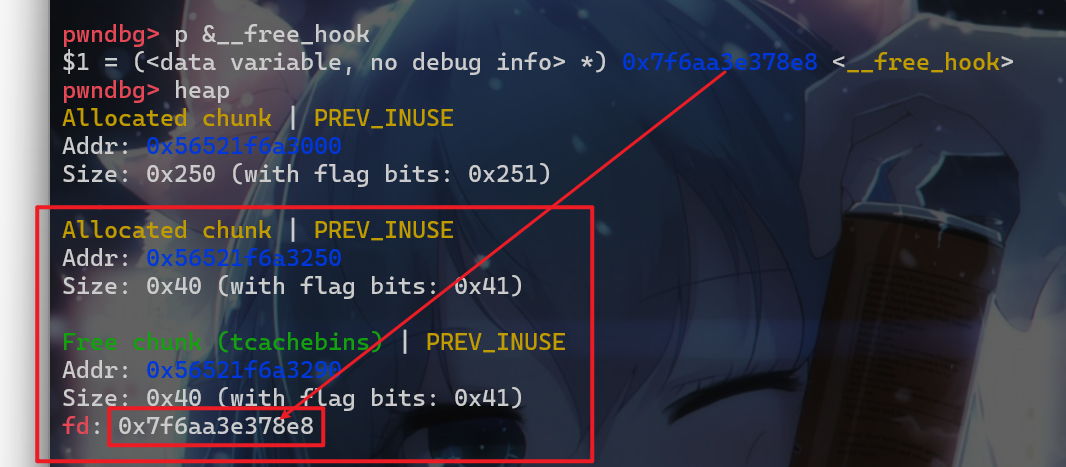 pwndbg> p &__free_hook
$1 = (<data variable, no debug info> *) 0x7f6aa3e378e8 <__free_hook>
pwndbg> heap
Allocated chunk | PREV_INUSE
Addr: 0x56521f6a3000
Size: 0x250 (with flag bits: 0x251)
Allocated chunk | PREV_INUSE
Addr: 0x56521f6a3250
Size: 0x40 (with flag bits: 0x41)
Free chunk (tcachebins) | PREV_INUSE
Addr: 0x56521f6a3290
Size: 0x40 (with flag bits: 0x41)
fd: 0x7f6aa3e378e8